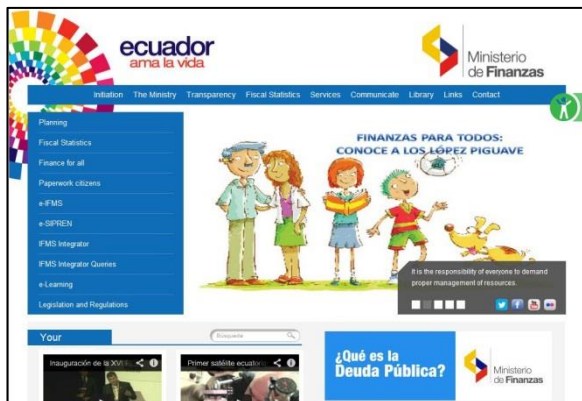 ecuador
ama la vida
Ministerio
de Finanzas
Initiation The Ministry Transparency Fiscal Statistics Services Communicate Library Links Contact
Planning
Fiscal Statistics
Finance for all
Paperwork citizens
e-IFMS
e-SIPREN
IFMS Integrator
IFMS Integrator Queries
e-Learning
Legislation and Regulations
FINANZAS PARA TODOS:
CONOCE A LOS LÓPEZ PIGUAVE
It is the responsibility of everyone to demand
proper management of resources.
Your
Búsqueda
Inauguración de la XVI
Primer satélite ecuator
¿Qué es la
Deuda Pública?
Ministerio
de Finanzas